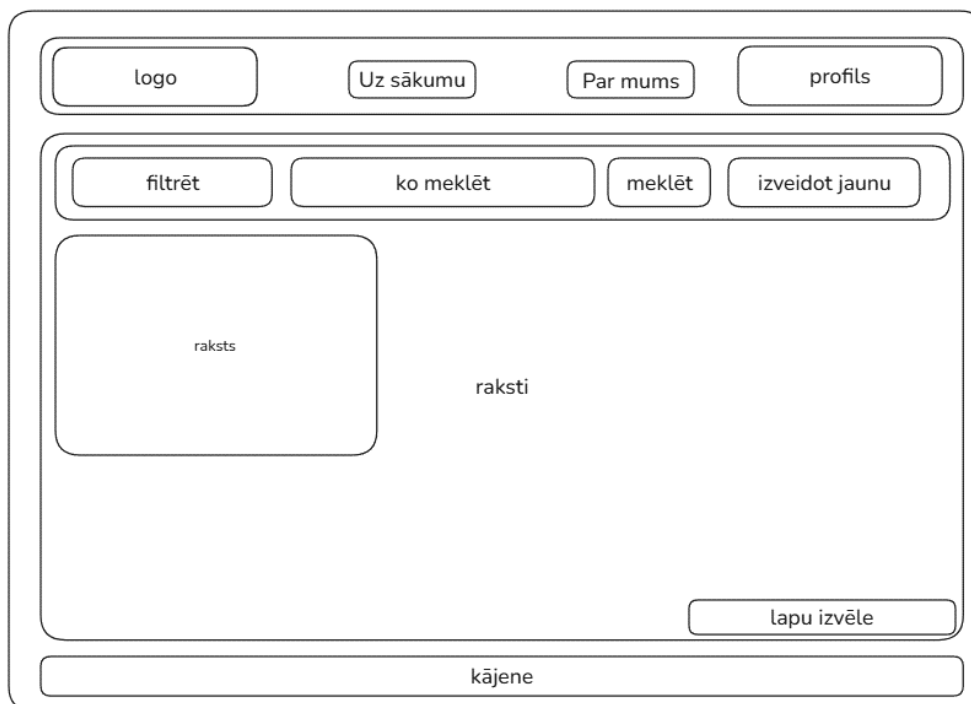 logo
Uz sākumu
Par mums
profils
filtrēt
ko meklēt
meklēt
izveidot jaunu
raksts
raksti
lapu izvēle
kājene